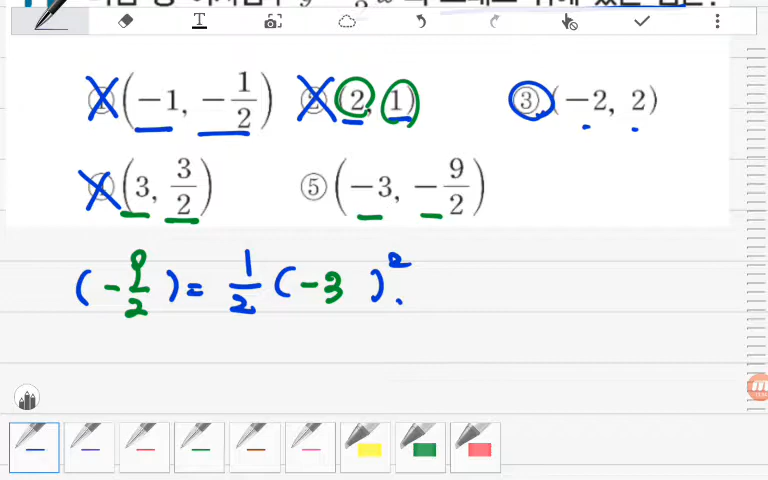 ① (-1, -1/2) ② (2, 1) ③ (-2, 2)
④ (3, 3/2) ⑤ (-3, -9/2)
(-9/2) = 1/2 (-3)²